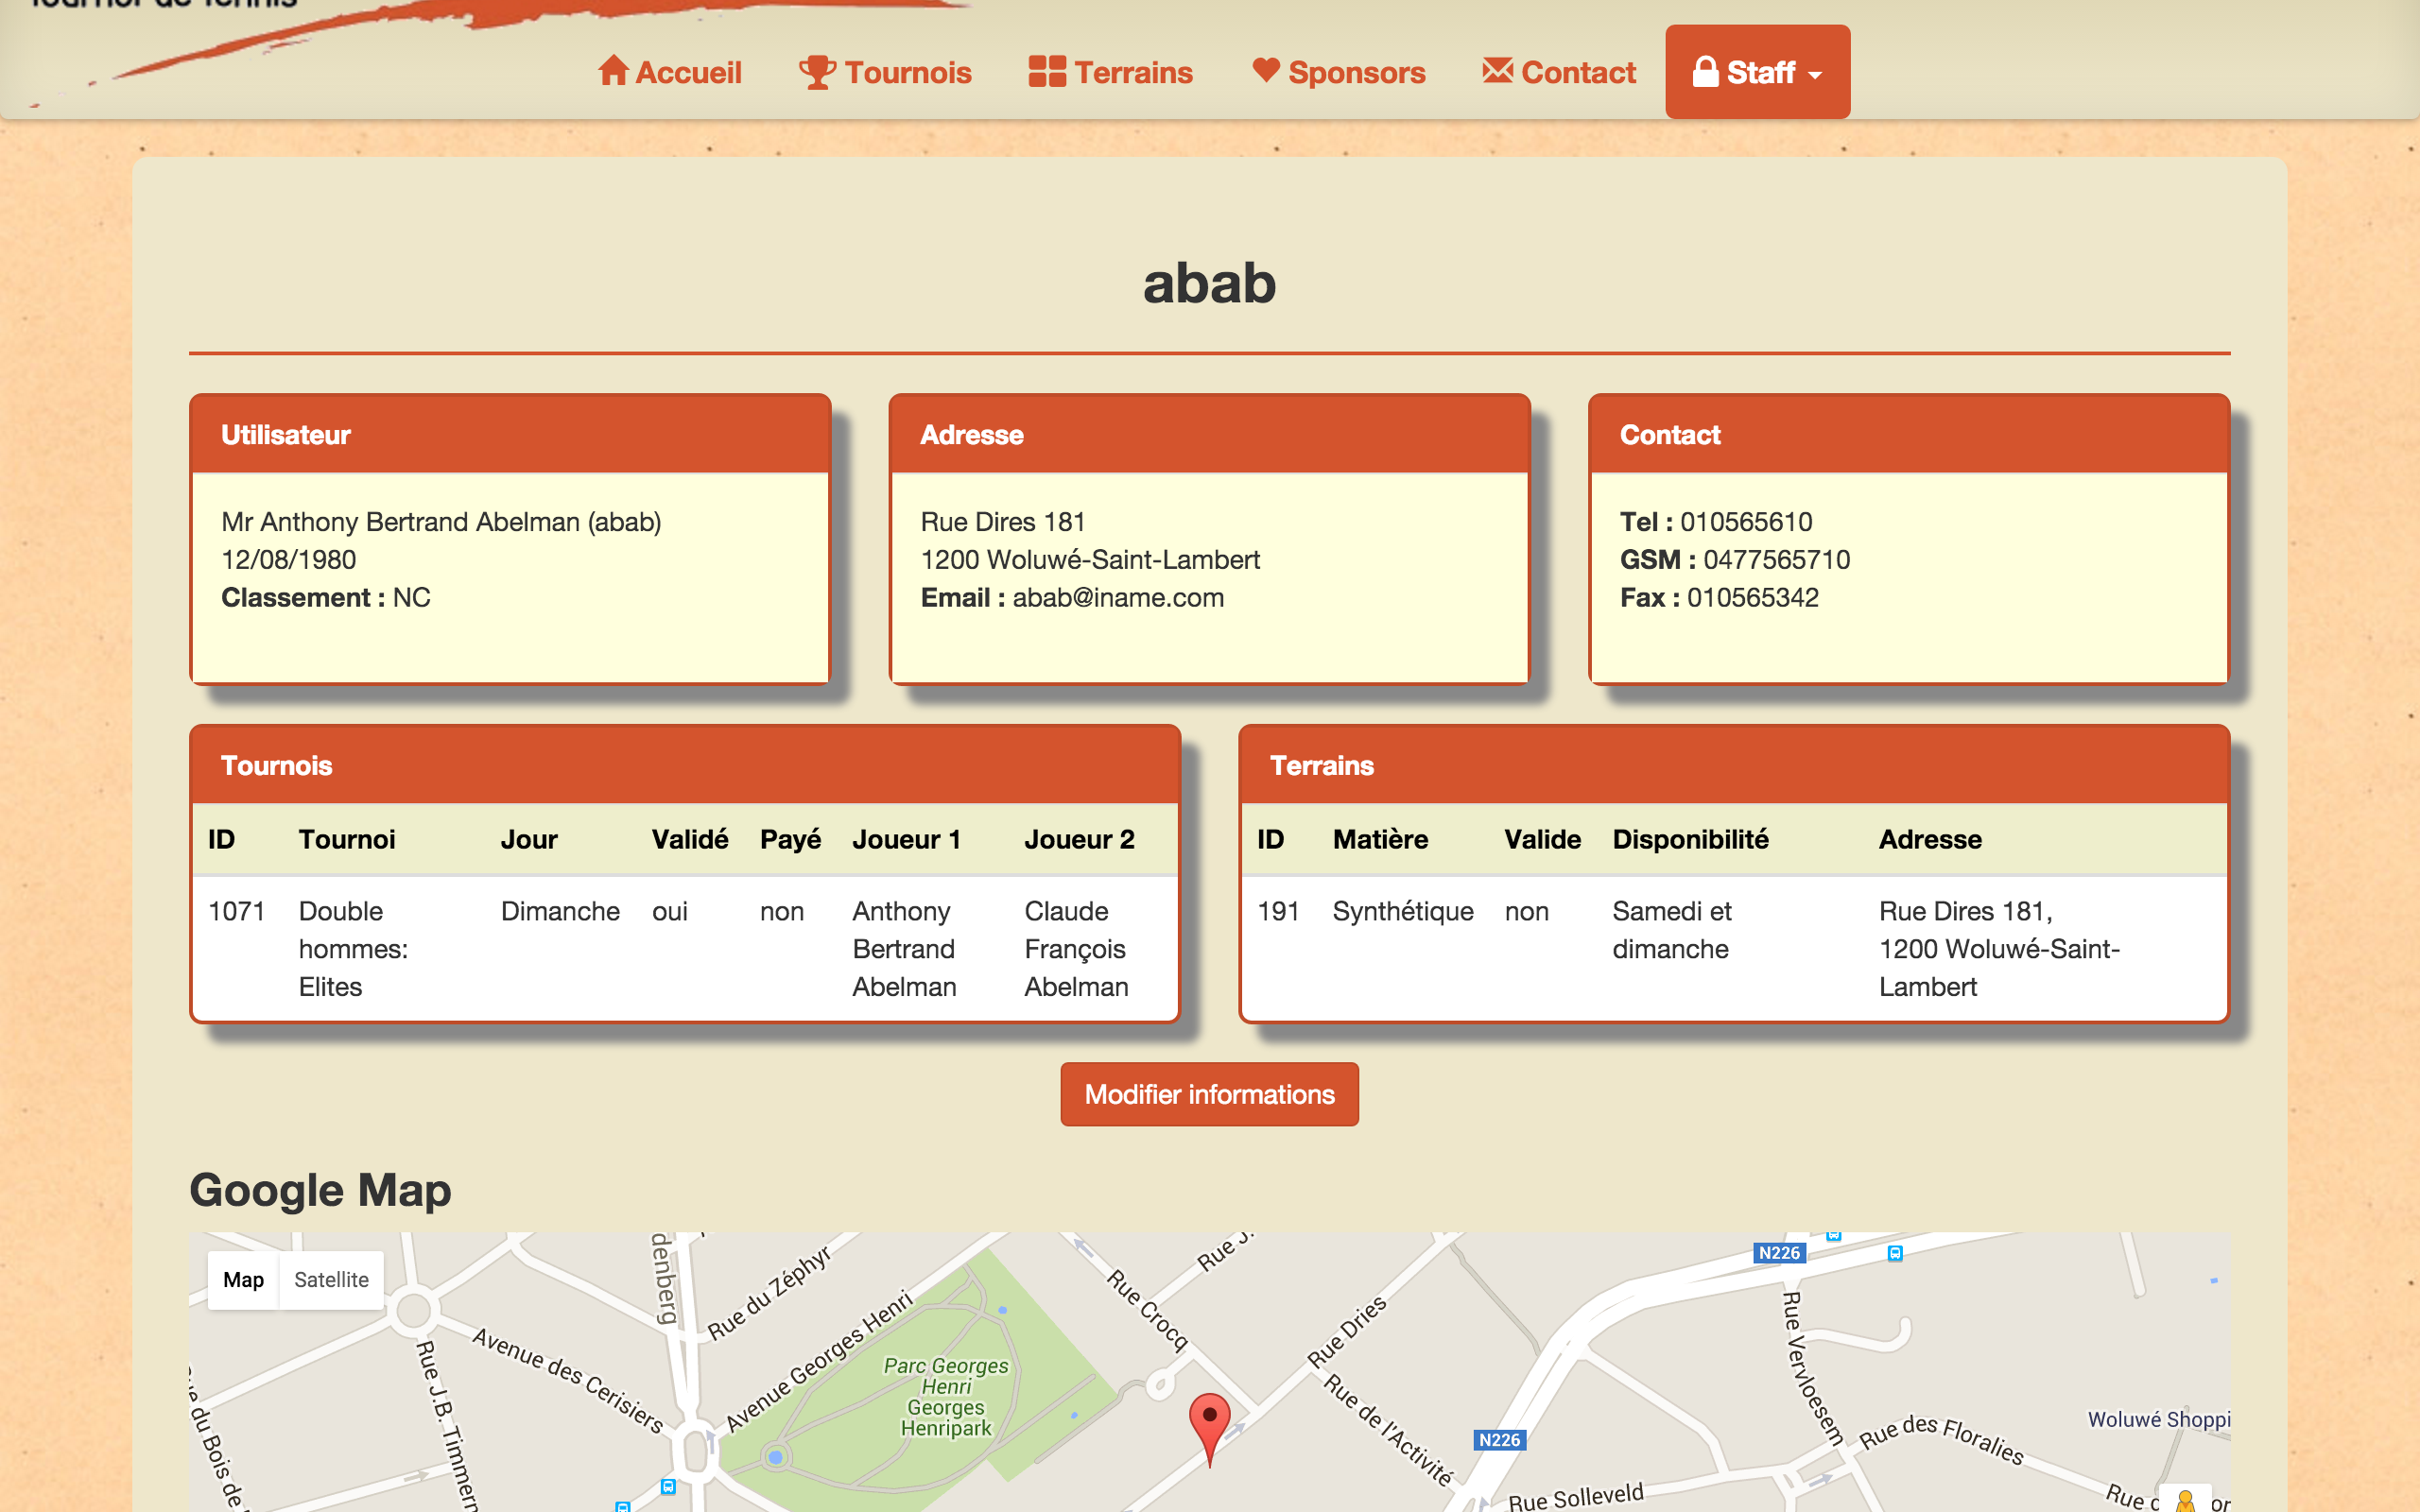 Tournoi de Tennis
Accueil Tournois Terrains Sponsors Contact Staff
abab
Utilisateur
Mr Anthony Bertrand Abelman (abab)
12/08/1980
Classement : NC
Adresse
Rue Dires 181
1200 Woluwé-Saint-Lambert
Email : abab@iname.com
Contact
Tel : 010565610
GSM : 0477565710
Fax : 010565342
Tournois
ID Tournoi Jour Validé Payé Joueur 1 Joueur 2
1071 Double hommes: Elites Dimanche oui non Anthony Bertrand Abelman Claude François Abelman
Terrains
ID Matière Valide Disponibilité Adresse
191 Synthétique non Samedi et dimanche Rue Dires 181, 1200 Woluwé-Saint-Lambert
Modifier informations
Google Map
Map Satellite
denberg
Rue du Zéphyr
Avenue Georges Henri
Avenue des Cerisiers
Rue J.B. Timmerm
ue du Bois de
Parc Georges
Henri
Georges
Henripark
Rue Crocq
Rue J.
Rue Dries
Rue de l'Activité
N226
N226
Rue Vervloesem
Rue des Floralies
Woluwé Shoppi
Rue Solleveld